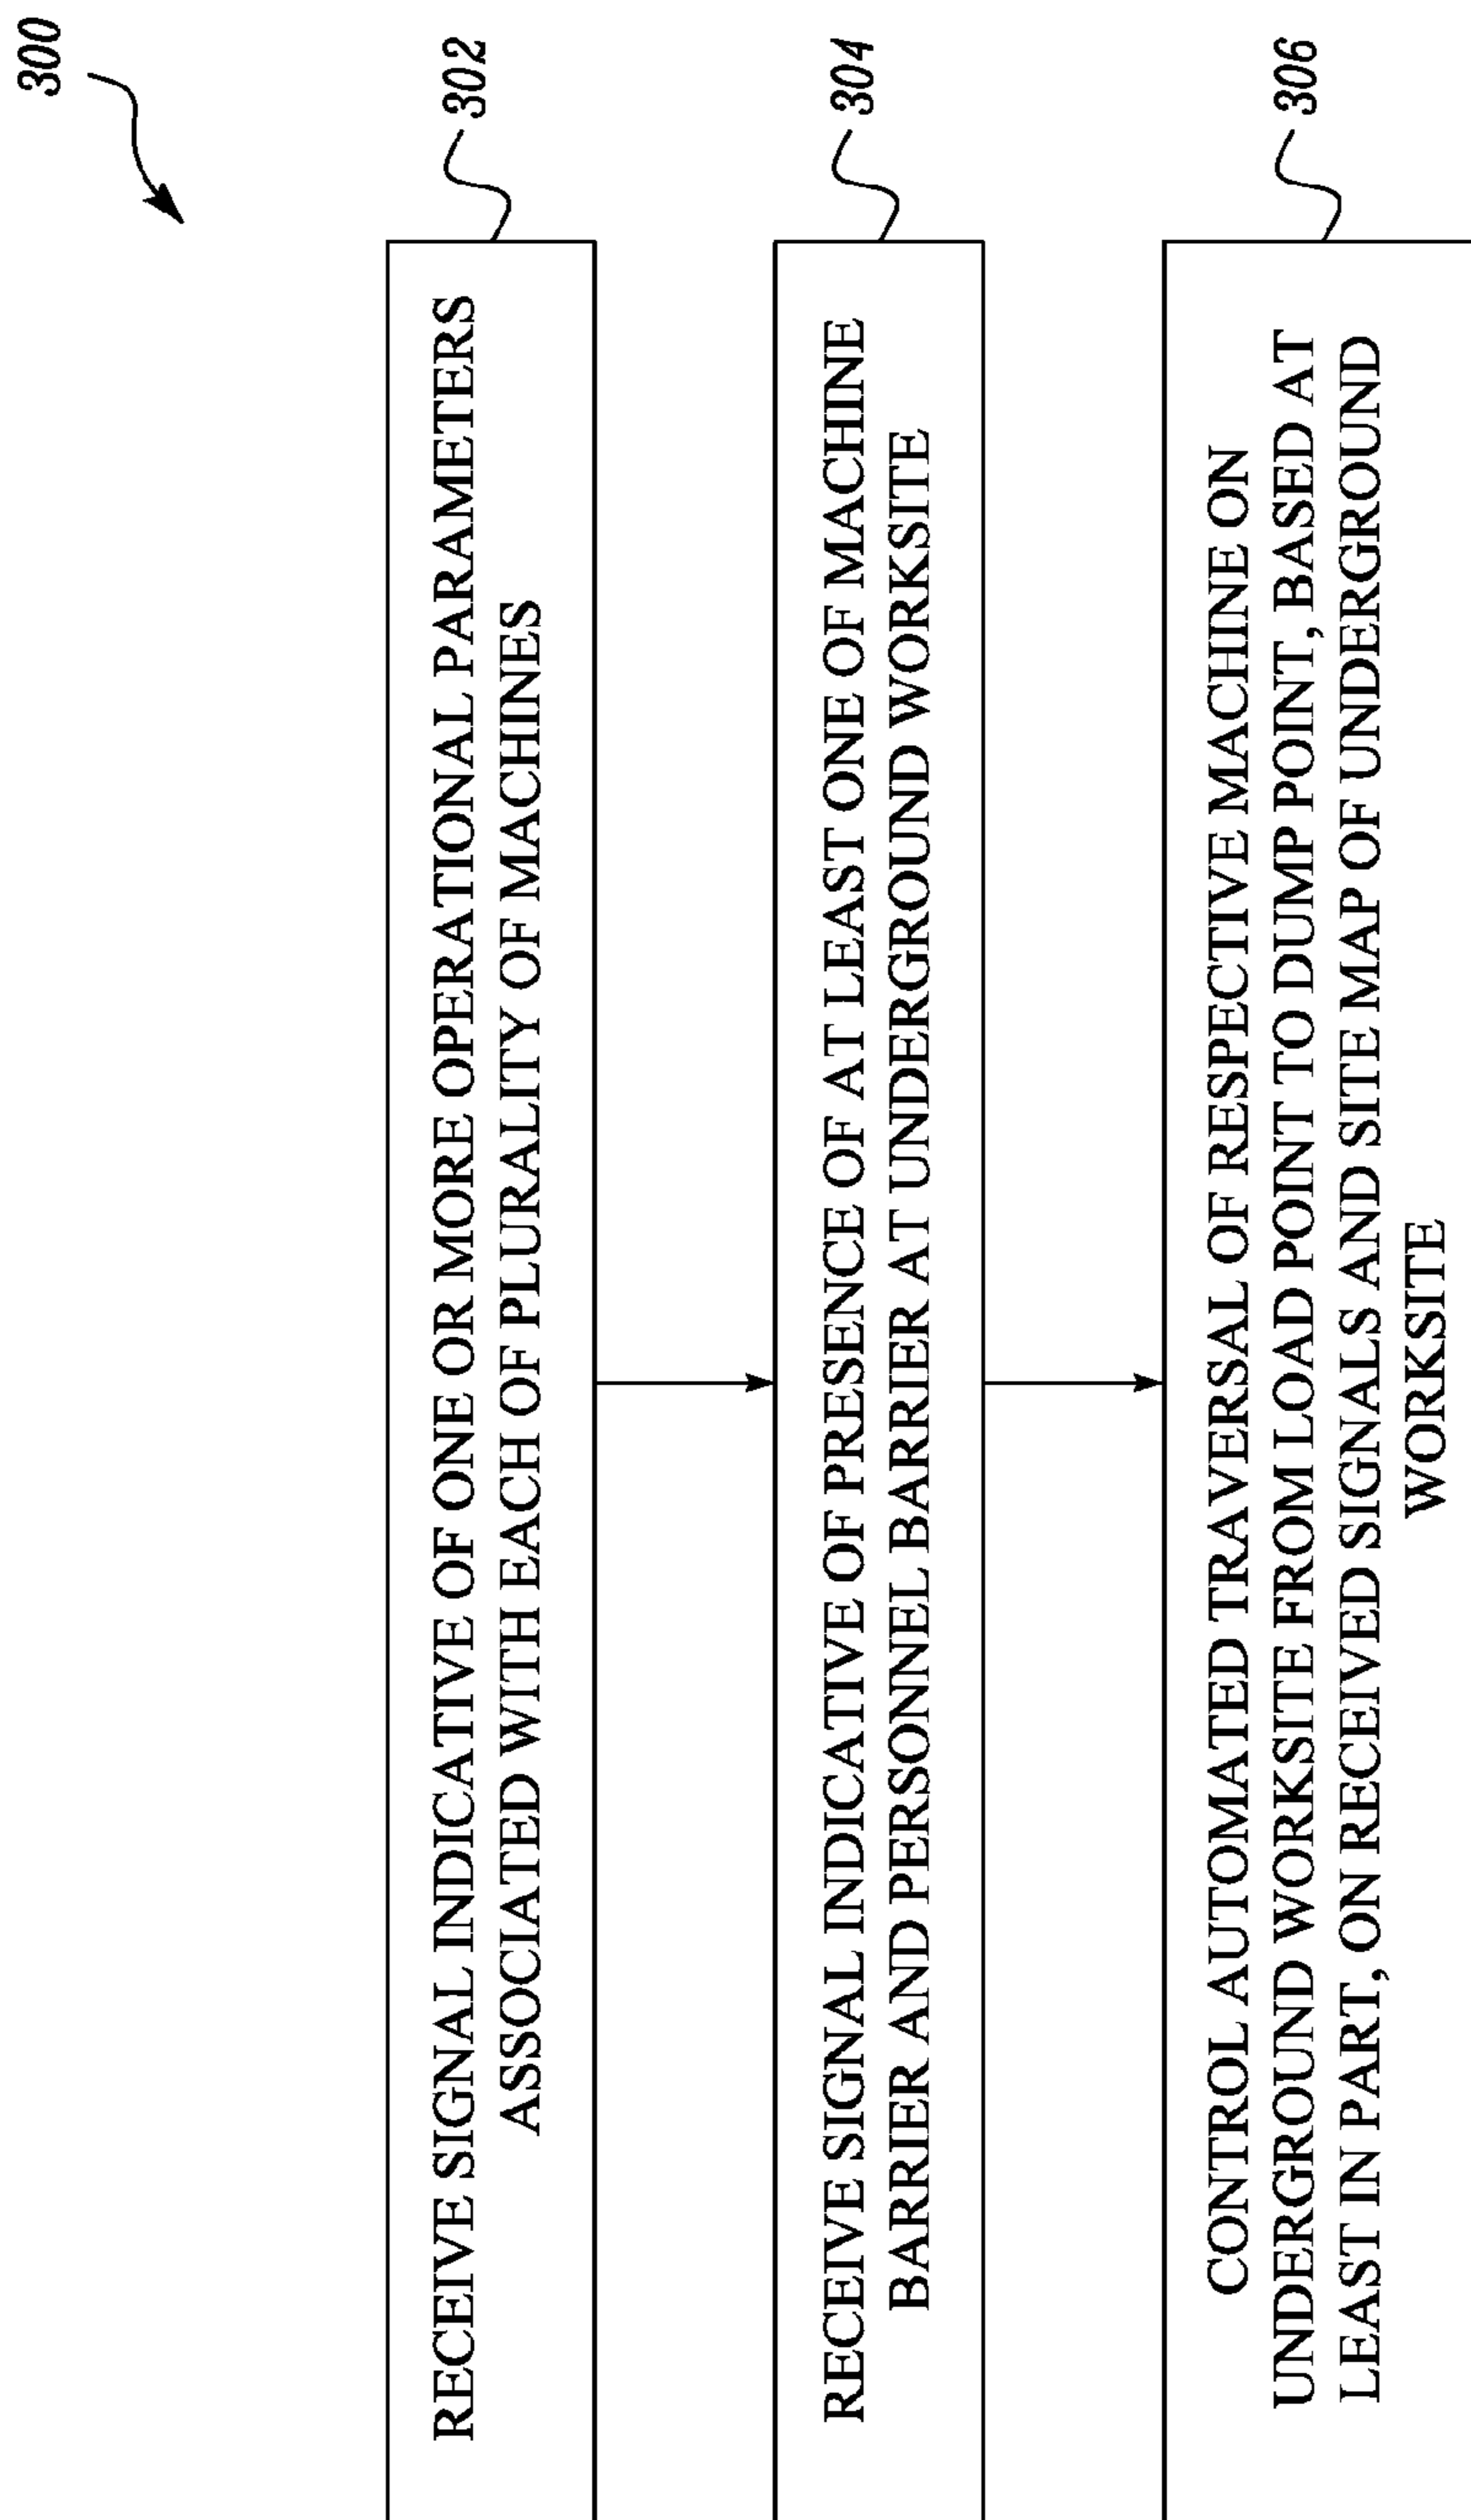 300
302
RECEIVE SIGNAL INDICATIVE OF ONE OR MORE OPERATIONAL PARAMETERS
ASSOCIATED WITH EACH OF PLURALITY OF MACHINES
304
RECEIVE SIGNAL INDICATIVE OF PRESENCE OF AT LEAST ONE OF MACHINE
BARRIER AND PERSONNEL BARRIER AT UNDERGROUND WORKSITE
306
CONTROL AUTOMATED TRAVERSAL OF RESPECTIVE MACHINE ON
UNDERGROUND WORKSITE FROM LOAD POINT TO DUMP POINT, BASED AT
LEAST IN PART, ON RECEIVED SIGNALS AND SITE MAP OF UNDERGROUND
WORKSITE